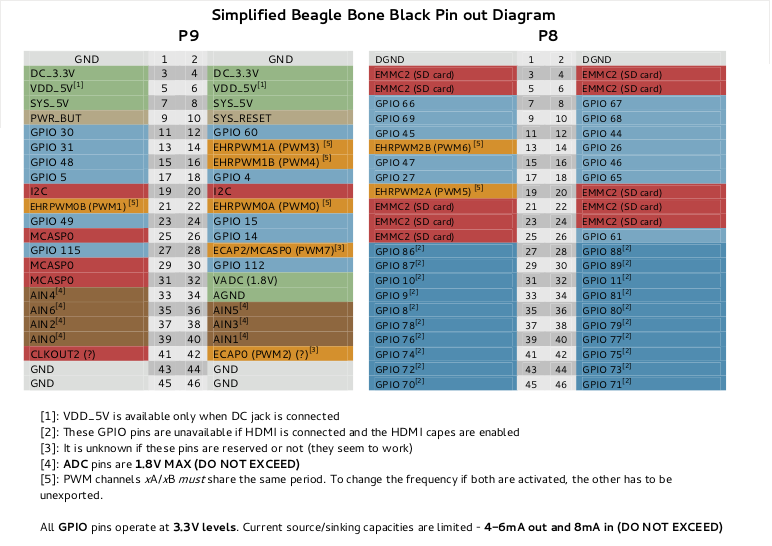 Simplified Beagle Bone Black Pin out Diagram
P9 P8
GND 1 2 GND DGND 1 2 DGND
DC_3.3V 3 4 DC_3.3V EMMC2 (SD card) 3 4 EMMC2 (SD card)
VDD_5V[1] 5 6 VDD_5V[1] EMMC2 (SD card) 5 6 EMMC2 (SD card)
SYS_5V 7 8 SYS_5V GPIO 66 7 8 GPIO 67
PWR_BUT 9 10 SYS_RESET GPIO 69 9 10 GPIO 68
GPIO 30 11 12 GPIO 60 GPIO 45 11 12 GPIO 44
GPIO 31 13 14 EHRPWM1A (PWM3) [5] EHRPWM2B (PWM6) [5] 13 14 GPIO 26
GPIO 48 15 16 EHRPWM1B (PWM4) [5] GPIO 47 15 16 GPIO 46
GPIO 5 17 18 GPIO 4 GPIO 27 17 18 GPIO 65
I2C 19 20 I2C EHRPWM2A (PWM5) [5] 19 20 EMMC2 (SD card)
EHRPWM0B (PWM1) [5] 21 22 EHRPWM0A (PWM0) [5] EMMC2 (SD card) 21 22 EMMC2 (SD card)
GPIO 49 23 24 GPIO 15 EMMC2 (SD card) 23 24 EMMC2 (SD card)
MCASP0 25 26 GPIO 14 EMMC2 (SD card) 25 26 GPIO 61
GPIO 115 27 28 ECAP2/MCASP0 (PWM7)[3] GPIO 86[2] 27 28 GPIO 88[2]
MCASP0 29 30 GPIO 112 GPIO 87[2] 29 30 GPIO 89[2]
MCASP0 31 32 VADC (1.8V) GPIO 10[2] 31 32 GPIO 11[2]
AIN4[4] 33 34 AGND GPIO 9[2] 33 34 GPIO 81[2]
AIN6[4] 35 36 AIN5[4] GPIO 8[2] 35 36 GPIO 80[2]
AIN2[4] 37 38 AIN3[4] GPIO 78[2] 37 38 GPIO 79[2]
AIN0[4] 39 40 AIN1[4] GPIO 76[2] 39 40 GPIO 77[2]
CLKOUT2 (?) 41 42 ECAP0 (PWM2) (?)[3] GPIO 74[2] 41 42 GPIO 75[2]
GND 43 44 GND GPIO 72[2] 43 44 GPIO 73[2]
GND 45 46 GND GPIO 70[2] 45 46 GPIO 71[2]
[1]: VDD_5V is available only when DC jack is connected
[2]: These GPIO pins are unavailable if HDMI is connected and the HDMI capes are enabled
[3]: It is unknown if these pins are reserved or not (they seem to work)
[4]: ADC pins are 1.8V MAX (DO NOT EXCEED)
[5]: PWM channels xA/xB must share the same period. To change the frequency if both are activated, the other has to be
unexported.
All GPIO pins operate at 3.3V levels. Current source/sinking capacities are limited - 4-6mA out and 8mA in (DO NOT EXCEED)